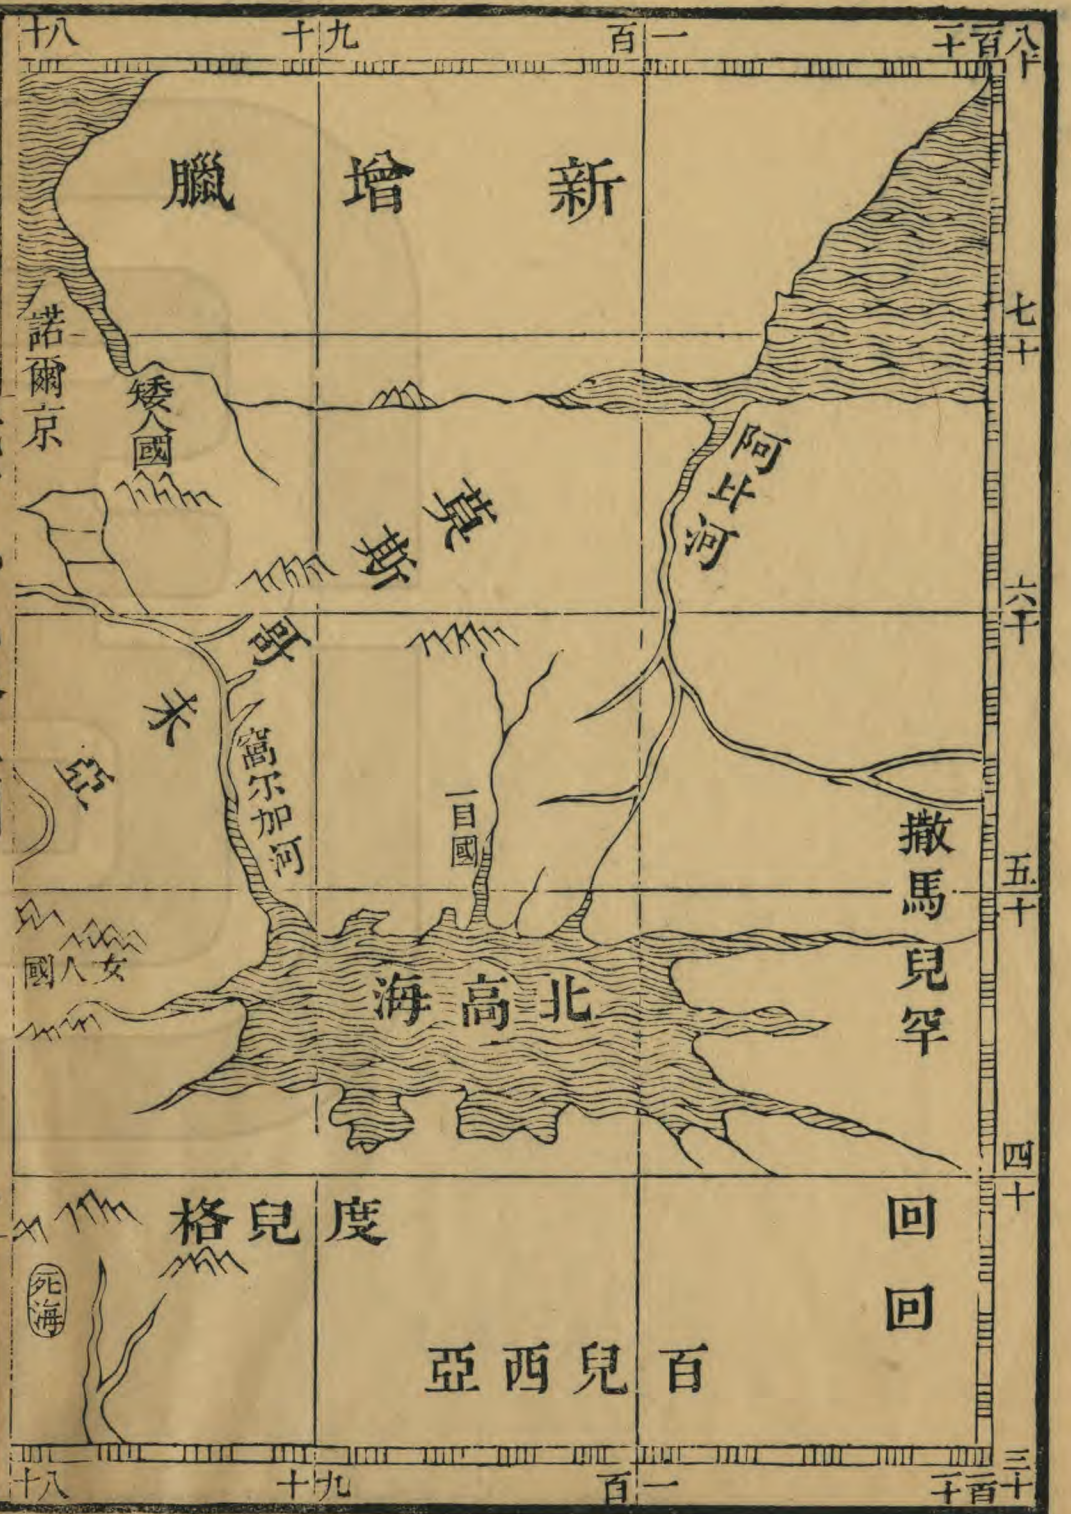 八十
百一十
一百
九十
八十
新增臘
七十
諾爾京
矮人國
阿比河
莫斯哥未亞
六十
窩尔加河
一目國
撒馬兒罕
五十
女人國
北高海
四十
度兒格
回回
死海
百兒西亞
三十
百一十
一百
九十
八十